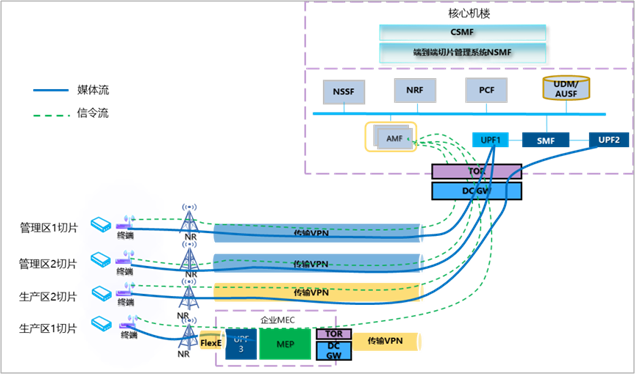 核心机楼
CSMF
端到端切片管理系统NSMF
NSSF
NRF
PCF
UDM/
AUSF
媒体流
信令流
AMF
UPF1
SMF
UPF2
TOR
DC GW
管理区1切片
终端
NR
传输VPN
管理区2切片
终端
NR
传输VPN
生产区2切片
终端
NR
传输VPN
生产区1切片
终端
NR
FlexE
企业MEC
UPF
3
MEP
TOR
DC
GW
传输VPN